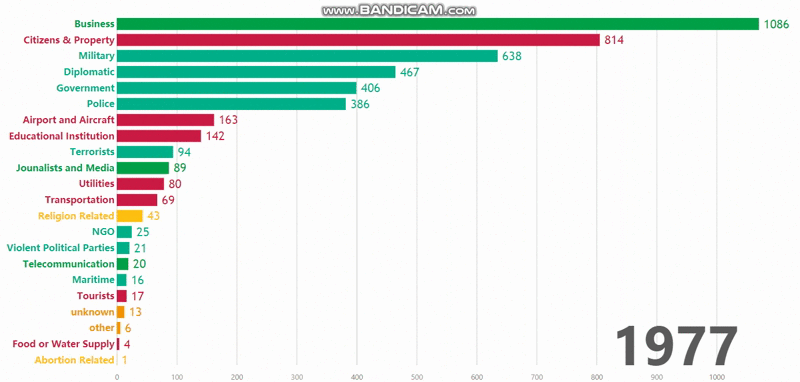 www.BANDICAM.com
Business 1086
Citizens & Property 814
Military 638
Diplomatic 467
Government 406
Police 386
Airport and Aircraft 163
Educational Institution 142
Terrorists 94
Jounalists and Media 89
Utilities 80
Transportation 69
Religion Related 43
NGO 25
Violent Political Parties 21
Telecommunication 20
Maritime 16
Tourists 17
unknown 13
other 6
Food or Water Supply 4
Abortion Related 1
1977
0 100 200 300 400 500 600 700 800 900 1000